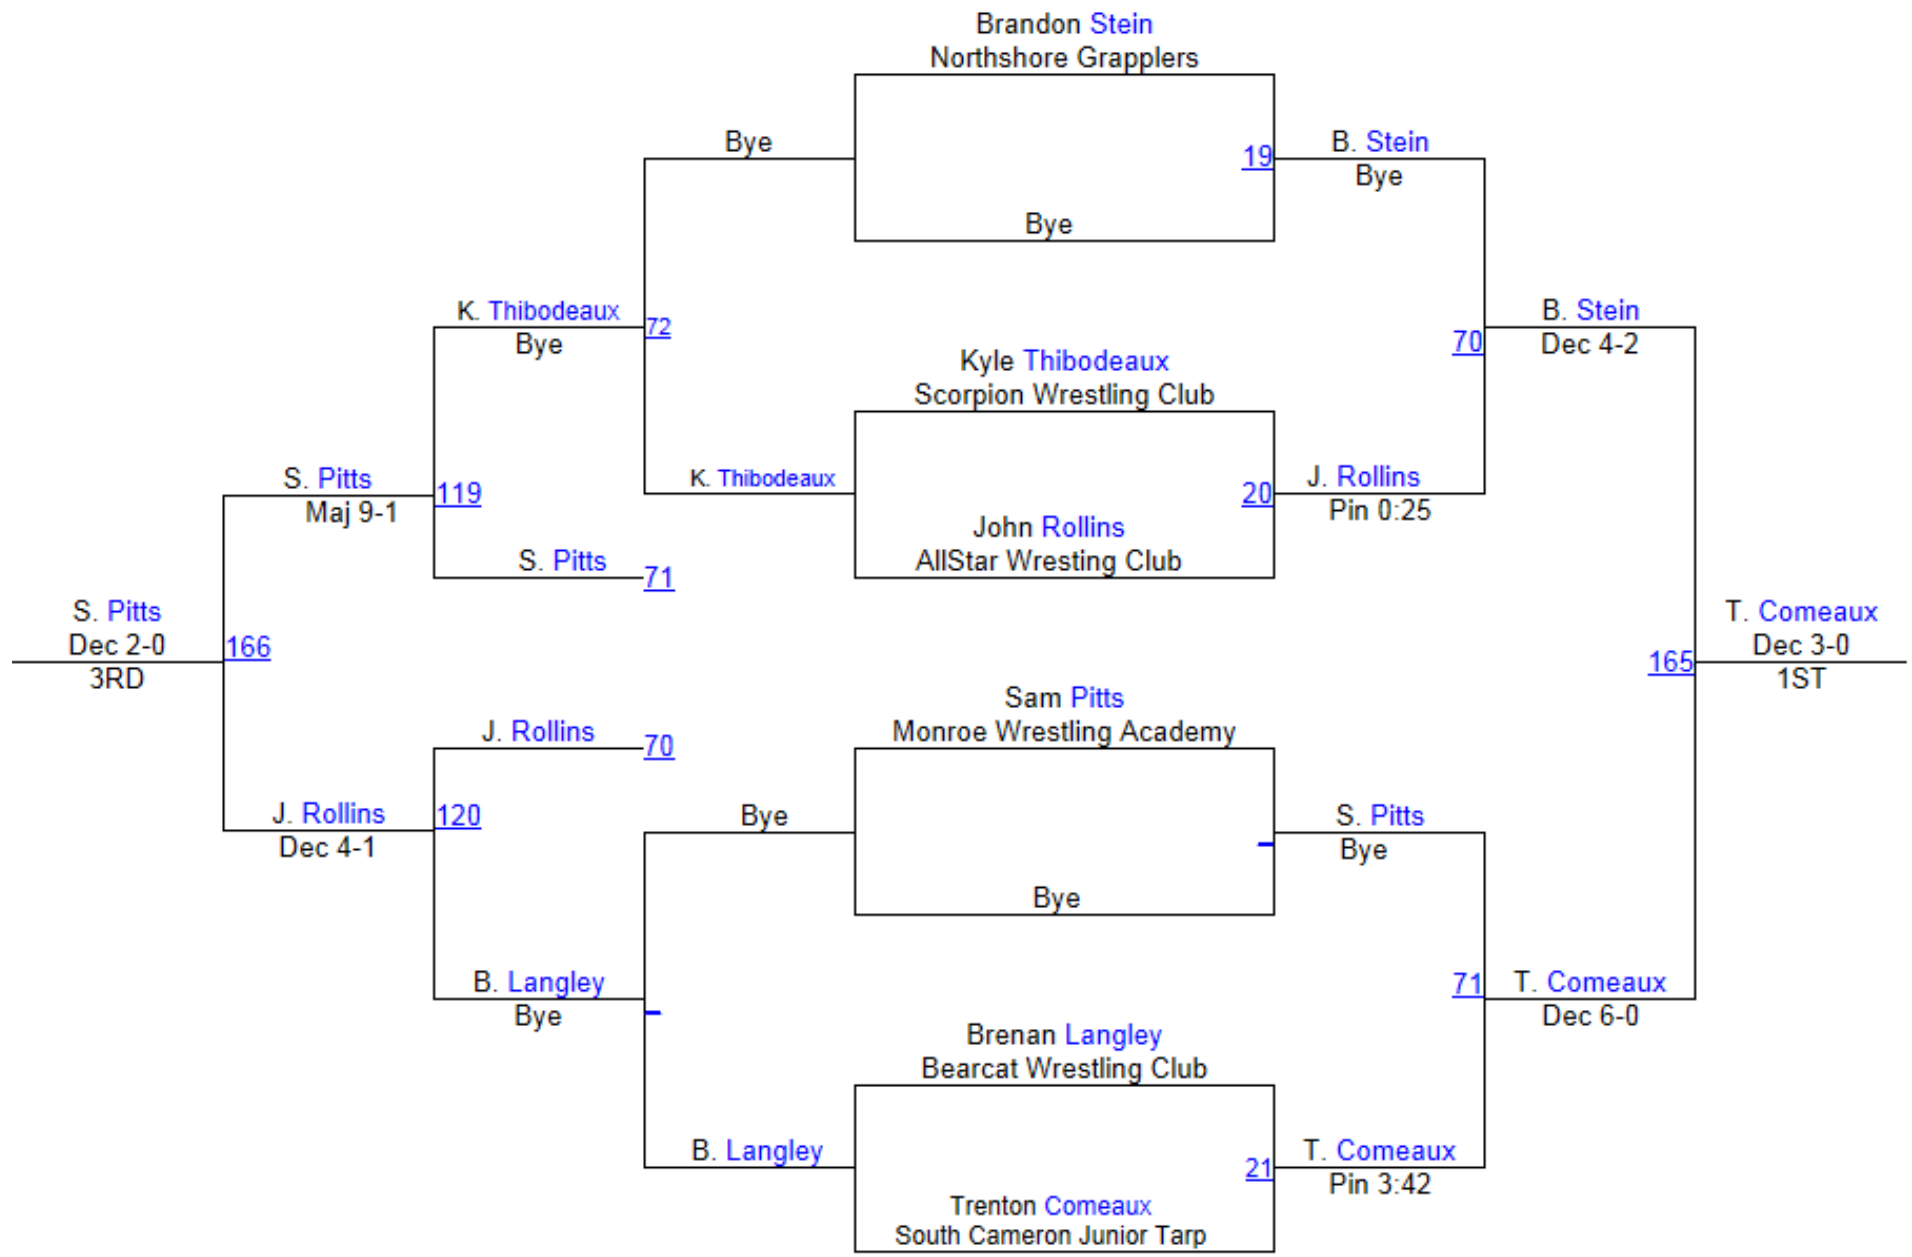 Brandon Stein
Northshore Grapplers
Bye
19
B. Stein
Bye
Bye
K. Thibodeaux
Bye
72
B. Stein
Dec 4-2
70
Kyle Thibodeaux
Scorpion Wrestling Club
S. Pitts
Maj 9-1
119
K. Thibodeaux
20
J. Rollins
Pin 0:25
John Rollins
AllStar Wresting Club
S. Pitts
71
S. Pitts
Dec 2-0
3RD
166
T. Comeaux
Dec 3-0
1ST
165
Sam Pitts
Monroe Wrestling Academy
J. Rollins
70
J. Rollins
Dec 4-1
120
Bye
S. Pitts
Bye
Bye
B. Langley
Bye
71
T. Comeaux
Dec 6-0
Brenan Langley
Bearcat Wrestling Club
B. Langley
21
T. Comeaux
Pin 3:42
Trenton Comeaux
South Cameron Junior Tarp